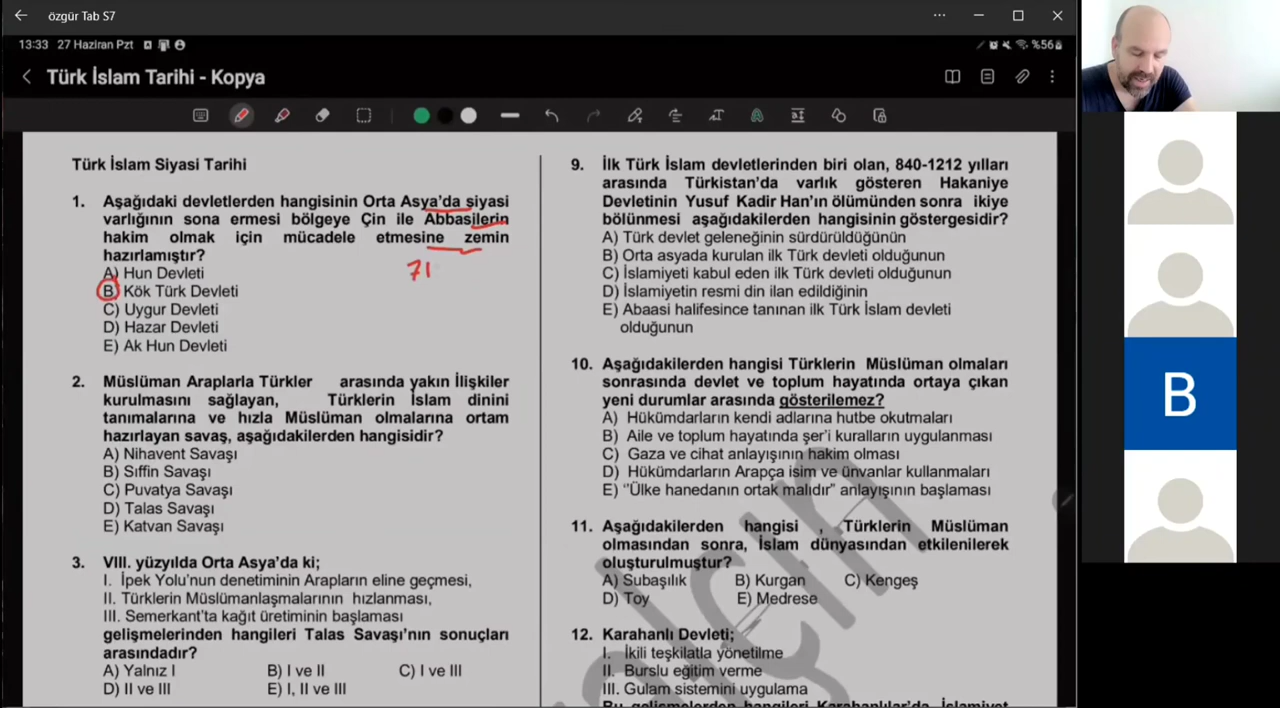 özgür Tab S7
13:33 27 Haziran Pzt
%56
Türk İslam Tarihi - Kopya
Türk İslam Siyasi Tarihi
1. Aşağıdaki devletlerden hangisinin Orta Asya'da siyasi
varlığının sona ermesi bölgeye Çin ile Abbasilerin
hakim olmak için mücadele etmesine zemin
hazırlamıştır?
71
A) Hun Devleti
B) Kök Türk Devleti
C) Uygur Devleti
D) Hazar Devleti
E) Ak Hun Devleti
2. Müslüman Araplarla Türkler arasında yakın İlişkiler
kurulmasını sağlayan, Türklerin İslam dinini
tanımalarına ve hızla Müslüman olmalarına ortam
hazırlayan savaş, aşağıdakilerden hangisidir?
A) Nihavent Savaşı
B) Sıffin Savaşı
C) Puvatya Savaşı
D) Talas Savaşı
E) Katvan Savaşı
3. VIII. yüzyılda Orta Asya'da ki;
I. İpek Yolu'nun denetiminin Arapların eline geçmesi,
II. Türklerin Müslümanlaşmalarının hızlanması,
III. Semerkant'ta kağıt üretiminin başlaması
gelişmelerinden hangileri Talas Savaşı'nın sonuçları
arasındadır?
A) Yalnız I B) I ve II C) I ve III
D) II ve III E) I, II ve III
9. İlk Türk İslam devletlerinden biri olan, 840-1212 yılları
arasında Türkistan'da varlık gösteren Hakaniye
Devletinin Yusuf Kadir Han'ın ölümünden sonra ikiye
bölünmesi aşağıdakilerden hangisinin göstergesidir?
A) Türk devlet geleneğinin sürdürüldüğünün
B) Orta asyada kurulan ilk Türk devleti olduğunun
C) İslamiyeti kabul eden ilk Türk devleti olduğunun
D) İslamiyetin resmi din ilan edildiğinin
E) Abaasi halifesince tanınan ilk Türk İslam devleti
olduğunun
10. Aşağıdakilerden hangisi Türklerin Müslüman olmaları
sonrasında devlet ve toplum hayatında ortaya çıkan
yeni durumlar arasında gösterilemez?
A) Hükümdarların kendi adlarına hutbe okutmaları
B) Aile ve toplum hayatında şer'i kuralların uygulanması
C) Gaza ve cihat anlayışının hakim olması
D) Hükümdarların Arapça isim ve ünvanlar kullanmaları
E) "Ülke hanedanın ortak malıdır" anlayışının başlaması
11. Aşağıdakilerden hangisi , Türklerin Müslüman
olmasından sonra, İslam dünyasından etkilenilerek
oluşturulmuştur?
A) Subaşılık B) Kurgan C) Kengeş
D) Toy E) Medrese
12. Karahanlı Devleti;
I. İkili teşkilatla yönetilme
II. Burslu eğitim verme
III. Gulam sistemini uygulama
Bu gelişmelerden hangileri Karahanlılar'da İslamiyet
B